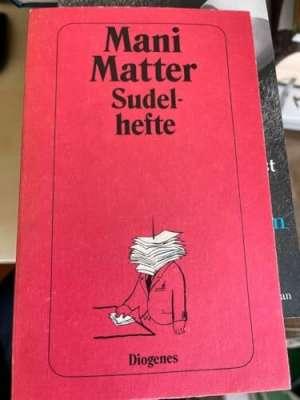 Mani
Matter
Sudel-
hefte
Diogenes